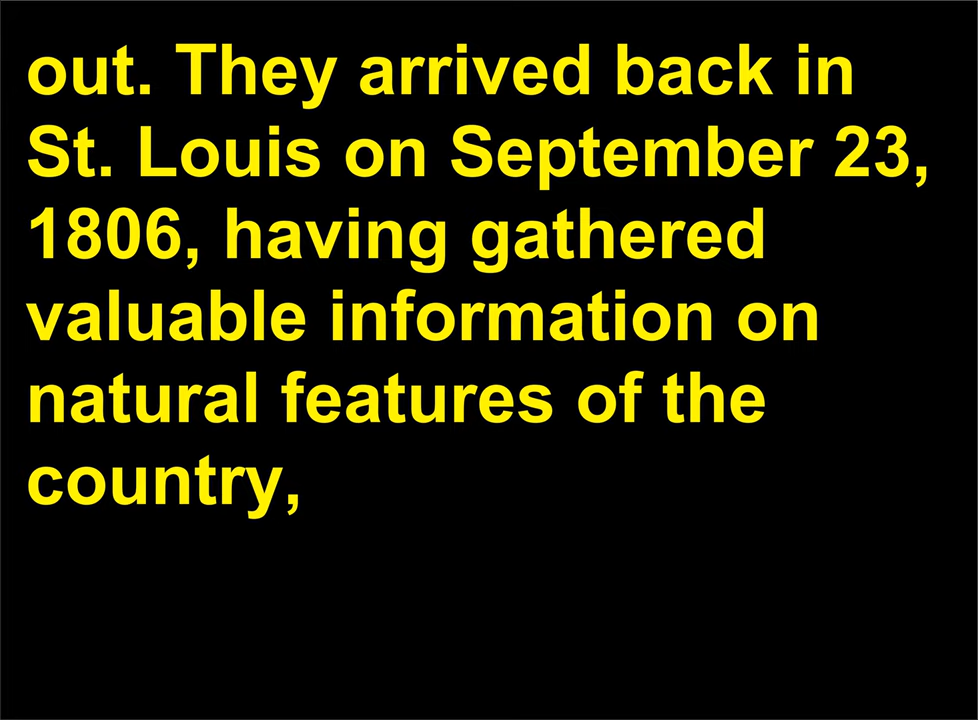 out. They arrived back in
St. Louis on September 23,
1806, having gathered
valuable information on
natural features of the
country,